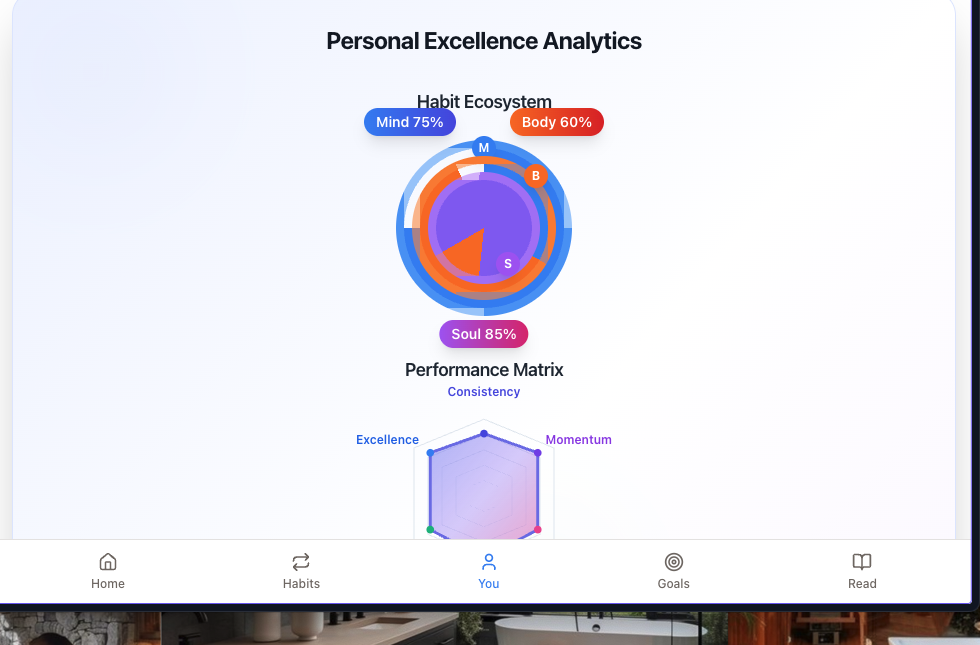 Personal Excellence Analytics
Habit Ecosystem
Mind 75%
Body 60%
M
B
S
Soul 85%
Performance Matrix
Consistency
Excellence
Momentum
Home
Habits
You
Goals
Read